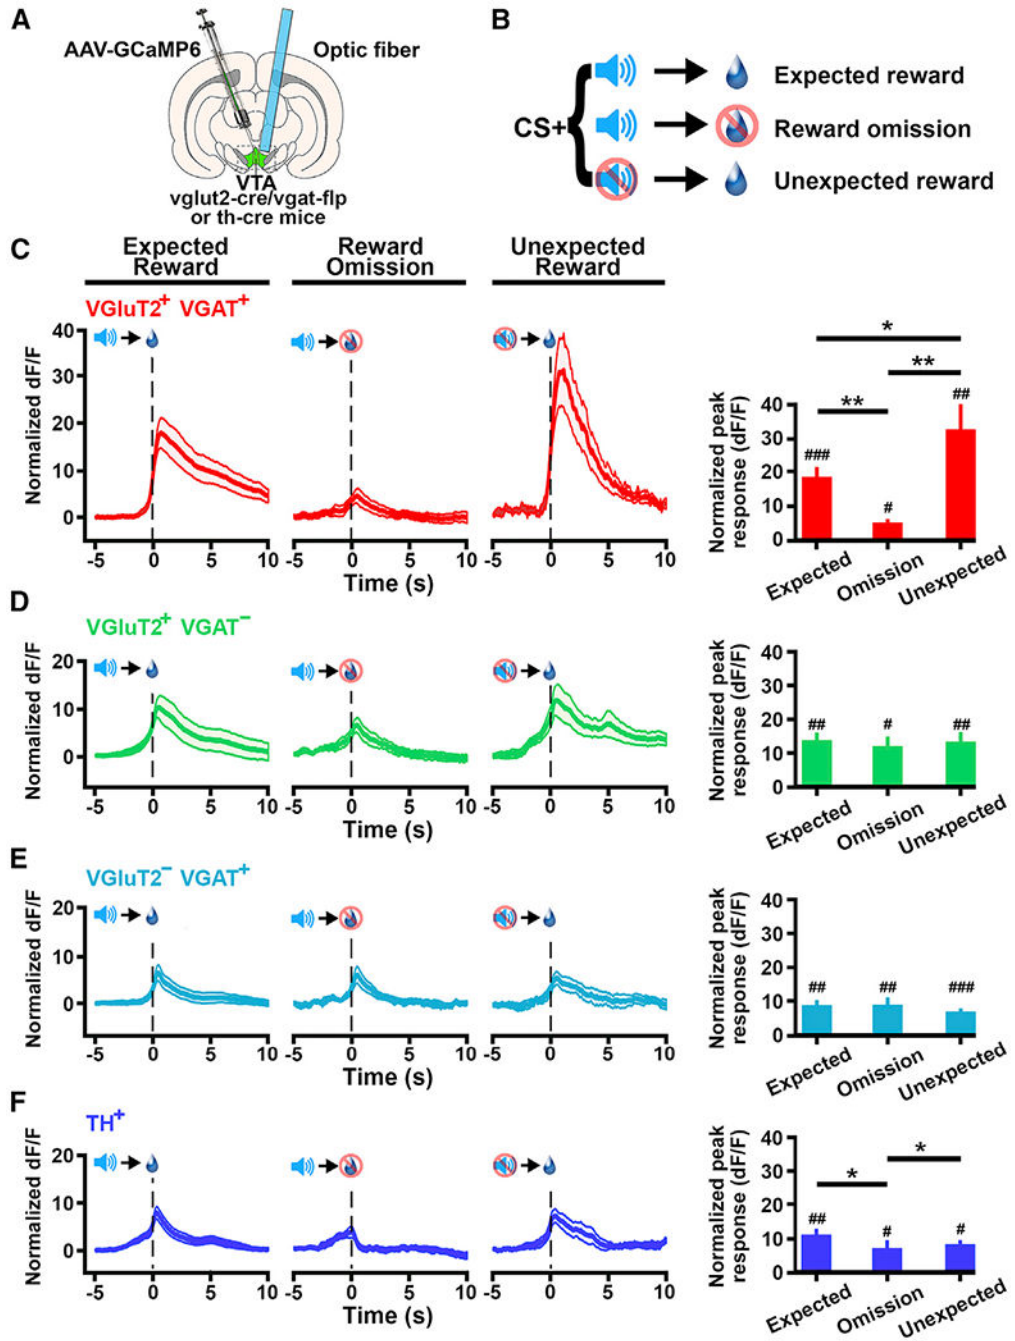 A
AAV-GCaMP6
Optic fiber
VTA
vglut2-cre/vgat-flp
or th-cre mice
B
CS+
Expected reward
Reward omission
Unexpected reward
C
Expected
Reward
Reward
Omission
Unexpected
Reward
VGluT2+ VGAT+
Normalized dF/F
40
30
20
10
0
-5 0 5 10
-5 0 5 10
-5 0 5 10
Time (s)
Normalized peak
response (dF/F)
40
30
20
10
0
*
**
**
###
#
##
Expected
Omission
Unexpected
D
VGluT2+ VGAT−
Normalized dF/F
20
10
0
-5 0 5 10
-5 0 5 10
-5 0 5 10
Time (s)
Normalized peak
response (dF/F)
40
30
20
10
0
##
#
##
Expected
Omission
Unexpected
E
VGluT2− VGAT+
Normalized dF/F
20
10
0
-5 0 5 10
-5 0 5 10
-5 0 5 10
Time (s)
Normalized peak
response (dF/F)
40
30
20
10
0
##
##
###
Expected
Omission
Unexpected
F
TH+
Normalized dF/F
20
10
0
-5 0 5 10
-5 0 5 10
-5 0 5 10
Time (s)
Normalized peak
response (dF/F)
40
30
20
10
0
*
*
##
#
#
Expected
Omission
Unexpected